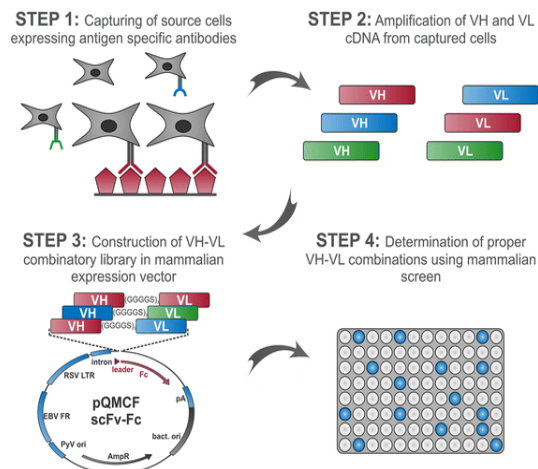 STEP 1: Capturing of source cells
expressing antigen specific antibodies
STEP 2: Amplification of VH and VL
cDNA from captured cells
VH VL
VH VL
VH VL
STEP 3: Construction of VH-VL
combinatory library in mammalian
expression vector
VH (GGGGS)₃ VL
VH (GGGGS)₃ VL
VH (GGGGS)₃ VL
intron
leader
Fc
RSV LTR
pA
EBV FR
pQMCF
scFv-Fc
PyV ori
AmpR
bact. ori
STEP 4: Determination of proper
VH-VL combinations using mammalian
screen